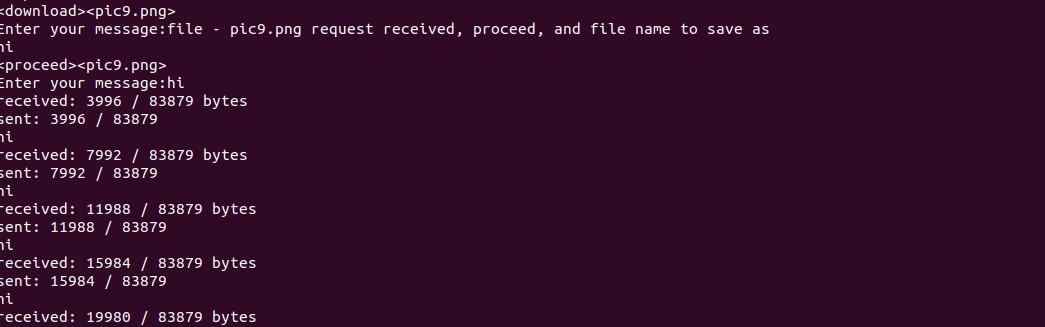 <download><pic9.png>
Enter your message:file - pic9.png request received, proceed, and file name to save as
hi
<proceed><pic9.png>
Enter your message:hi
received: 3996 / 83879 bytes
sent: 3996 / 83879
hi
received: 7992 / 83879 bytes
sent: 7992 / 83879
hi
received: 11988 / 83879 bytes
sent: 11988 / 83879
hi
received: 15984 / 83879 bytes
sent: 15984 / 83879
hi
received: 19980 / 83879 bytes